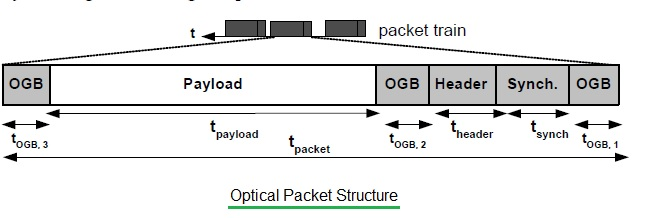 t packet train
OGB Payload OGB Header Synch. OGB
tOGB, 3 tpayload tOGB, 2 theader tsynch tOGB, 1
tpacket
Optical Packet Structure